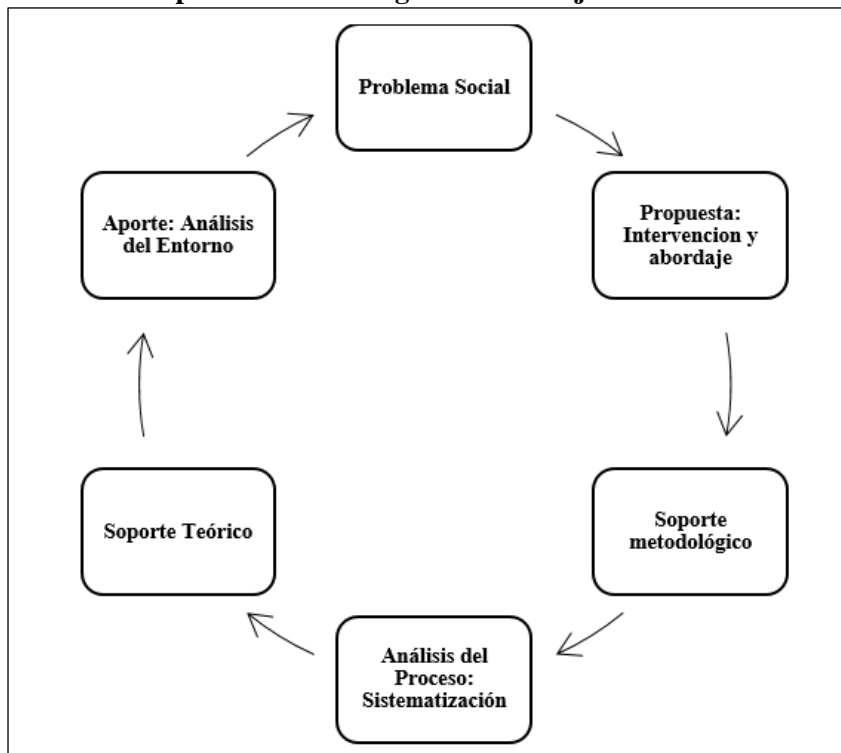 Problema Social
Propuesta:
Intervencion y
abordaje
Soporte
metodológico
Análisis del
Proceso:
Sistematización
Soporte Teórico
Aporte: Análisis
del Entorno